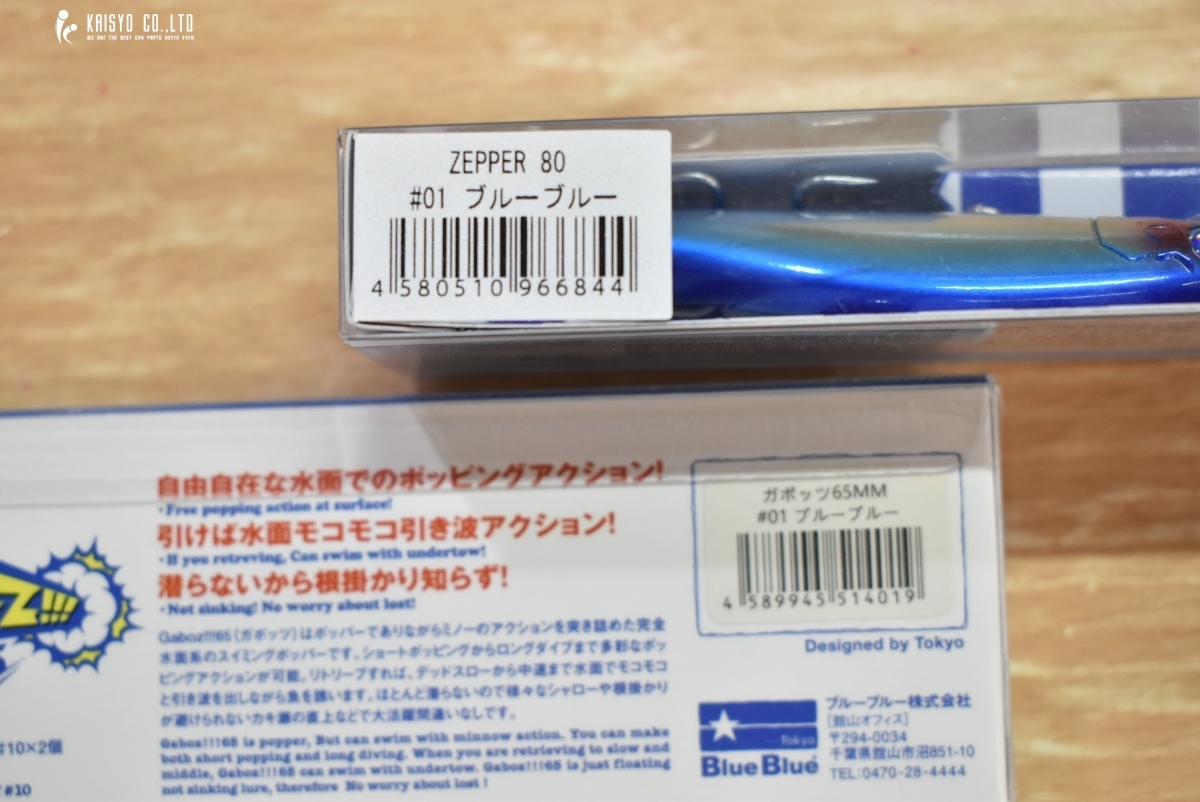 KAISYO CO.,LTD
WE ARE THE BEST CAR PARTS BUYER EVER
ZEPPER 80
#01 ブルーブルー
4 580510 966844
自由自在な水面でのポッピングアクション!
・Free popping action at surface!
引けば水面モコモコ引き波アクション!
・If you retreving, Can swim with undertow!
潜らないから根掛かり知らず!
・Not sinking! No worry about lost!
Gaboz!!!65(ガボッツ)はポッパーでありながらミノーのアクションを突き詰めた完全
水面系のスイミングポッパーです。ショートポッピングからロングダイブまで多彩なポッ
ピングアクションが可能。リトリーブすれば、デッドスローから中速まで水面でモコモコ
と引き波を出しながら魚を誘います。ほとんど潜らないので様々なシャローや根掛かり
が避けられないカキ瀬の直上などで大活躍間違いなしです。
Gaboz!!!65 is popper, But can swim with minnow action. You can make
both short popping and long diving. When you are retrieving to slow and
middle, Gaboz!!!65 can swim with undertow. Gaboz!!!65 is just floating
not sinking lure, therefore No worry about lost !
#10×2個
#10
ガボッツ65MM
#01 ブルーブルー
4 589945 514019
Designed by Tokyo
Tokyo
BlueBlue
ブルーブルー株式会社
[館山オフィス]
〒294-0034
千葉県館山市沼851-10
TEL:0470-28-4444